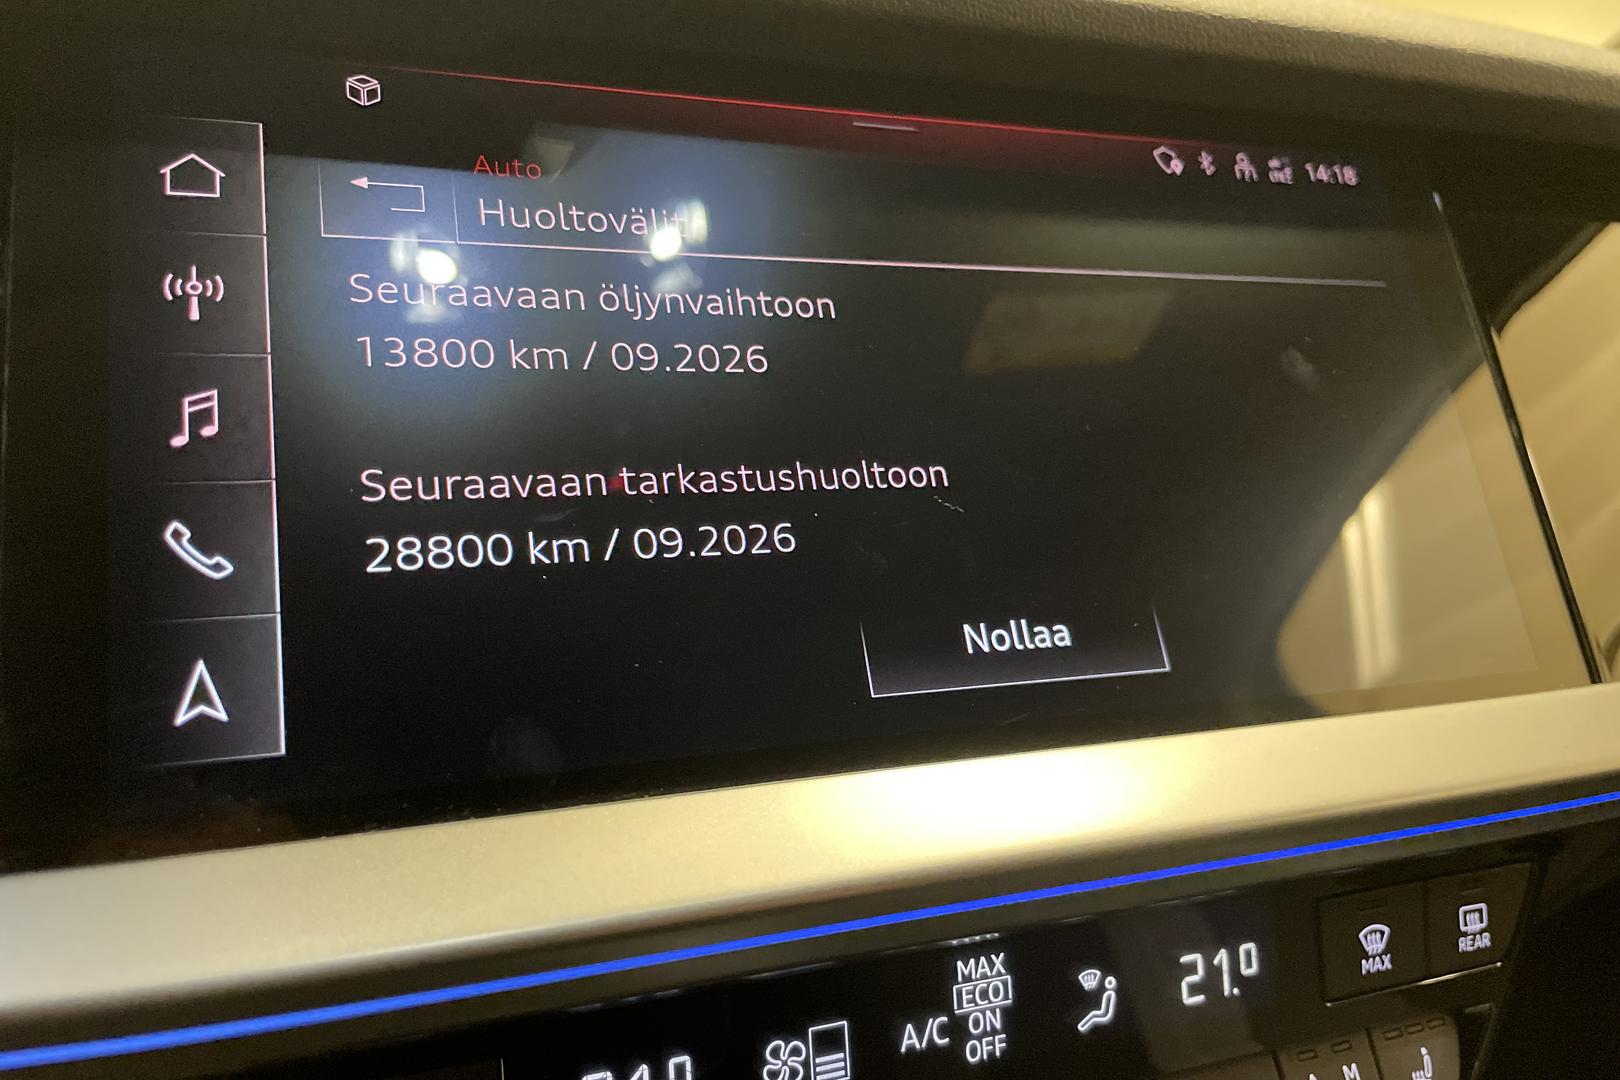 Auto
14:18
Huoltovälit
Seuraavaan öljynvaihtoon
13800 km / 09.2026
Seuraavaan tarkastushuoltoon
28800 km / 09.2026
Nollaa
MAX
ECO
A/C ON
OFF
21.0
MAX
REAR